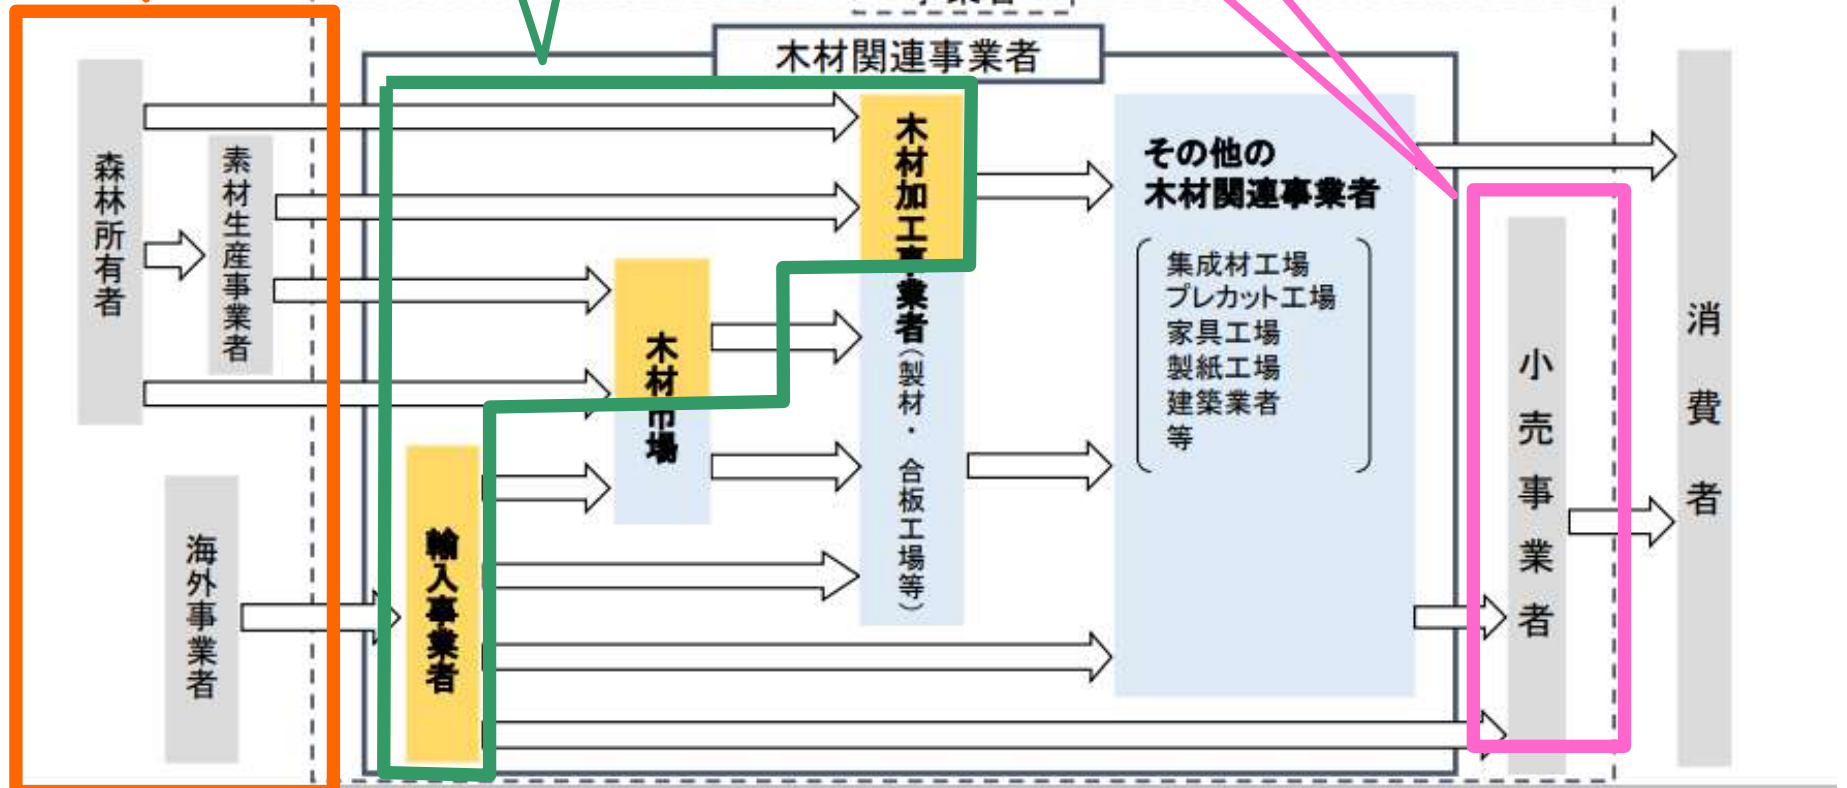 事業者
木材関連事業者
森林所有者
素材生産事業者
海外事業者
輸入事業者
木材市場
木材加工事業者(製材・合板工場等)
その他の
木材関連事業者
集成材工場
プレカット工場
家具工場
製紙工場
建築業者
等
小売事業者
消費者